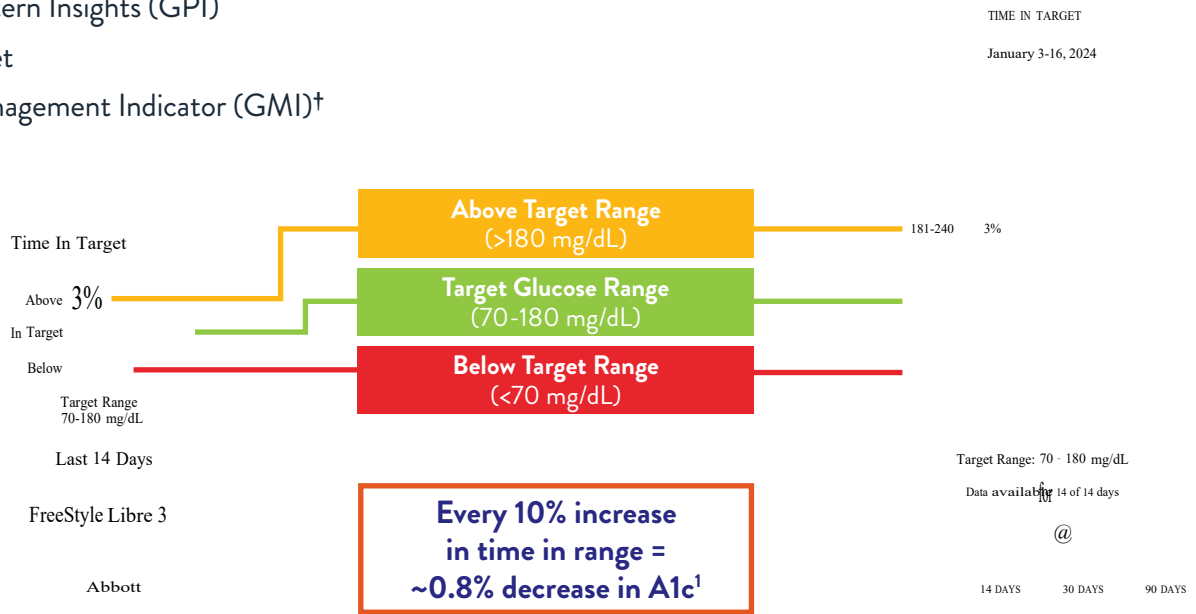 tern Insights (GPI)
et
nagement Indicator (GMI)†
TIME IN TARGET
January 3-16, 2024
Time In Target
Above 3%
In Target
Below
Target Range
70-180 mg/dL
Last 14 Days
FreeStyle Libre 3
Abbott
Above Target Range
(>180 mg/dL)
Target Glucose Range
(70-180 mg/dL)
Below Target Range
(<70 mg/dL)
Every 10% increase
in time in range =
~0.8% decrease in A1c¹
181-240 3%
Target Range: 70 - 180 mg/dL
Data available for 14 of 14 days
@
14 DAYS 30 DAYS 90 DAYS